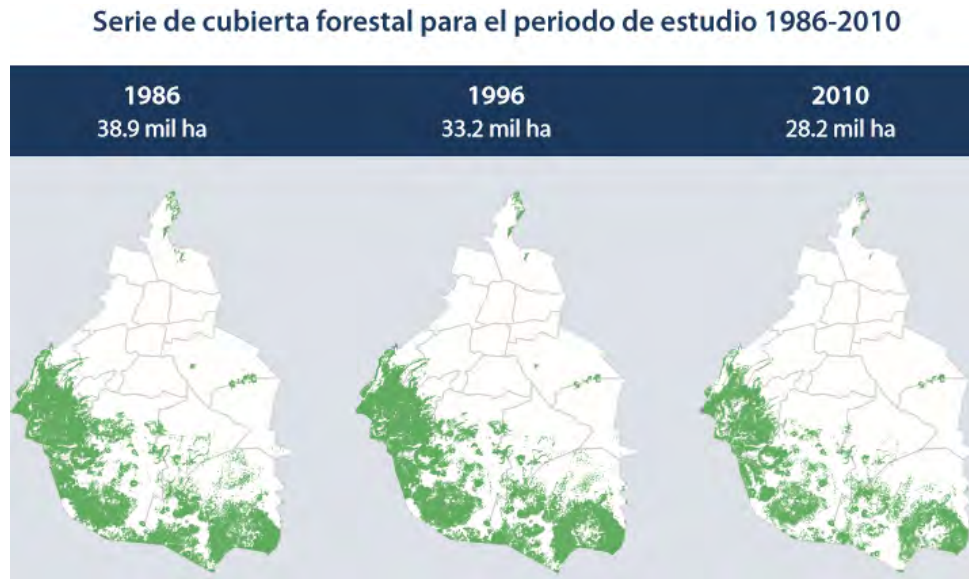 Serie de cubierta forestal para el periodo de estudio 1986-2010
1986
38.9 mil ha
1996
33.2 mil ha
2010
28.2 mil ha